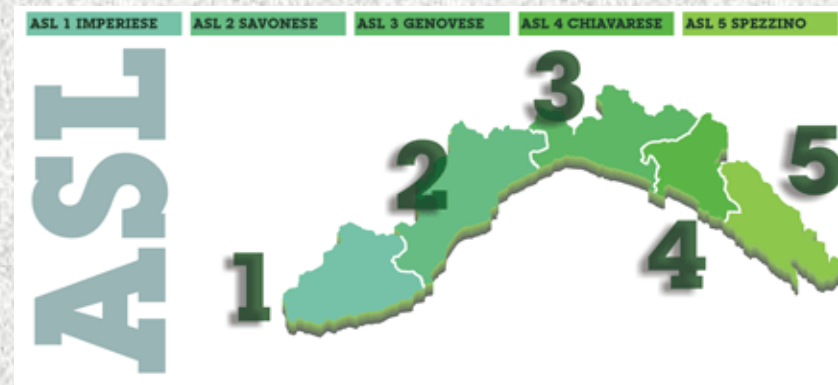 ASL 1 IMPERIESE
ASL 2 SAVONESE
ASL 3 GENOVESE
ASL 4 CHIAVARESE
ASL 5 SPEZZINO
ASL
1
2
3
4
5